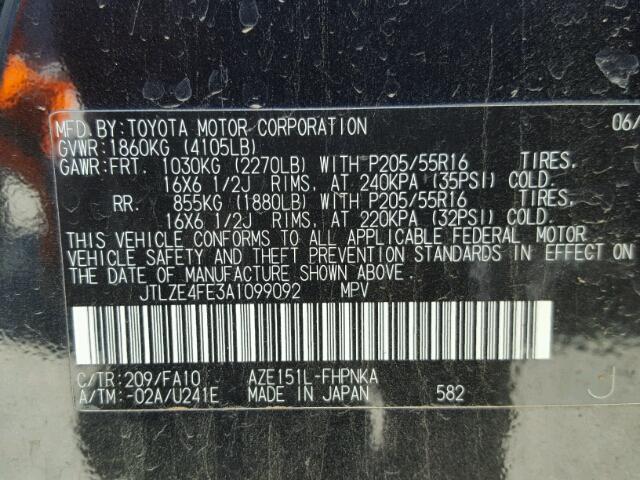 MFD.BY:TOYOTA MOTOR CORPORATION 06/
GVWR:1860KG (4105LB)
GAWR:FRT. 1030KG (2270LB) WITH P205/55R16 TIRES,
16X6 1/2J RIMS, AT 240KPA (35PSI) COLD.
RR. 855KG (1880LB) WITH P205/55R16 TIRES,
16X6 1/2J RIMS, AT 220KPA (32PSI) COLD.
THIS VEHICLE CONFORMS TO ALL APPLICABLE FEDERAL MOTOR
VEHICLE SAFETY AND THEFT PREVENTION STANDARDS IN EFFECT ON
THE DATE OF MANUFACTURE SHOWN ABOVE.
JTLZE4FE3A1099092 MPV
C/TR:209/FA10 AZE151L-FHPNKA
A/TM:-02A/U241E MADE IN JAPAN 582 J